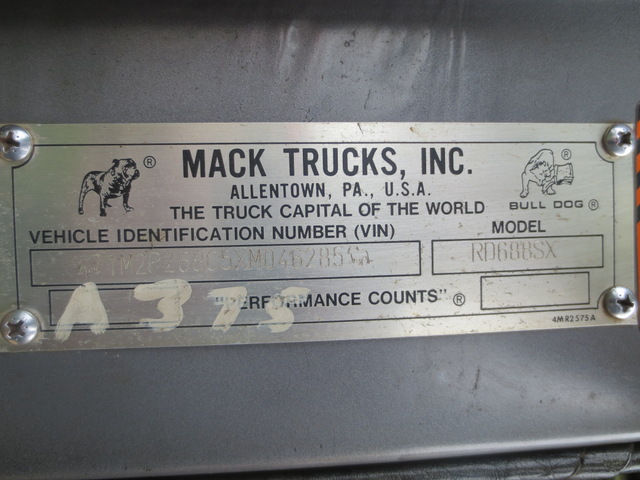 ® MACK TRUCKS, INC. ®
ALLENTOWN, PA., U.S.A.
BULL DOG ®
THE TRUCK CAPITAL OF THE WORLD
VEHICLE IDENTIFICATION NUMBER (VIN)
MODEL
RD688SX
"PERFORMANCE COUNTS"®
A 378
4MR2575A